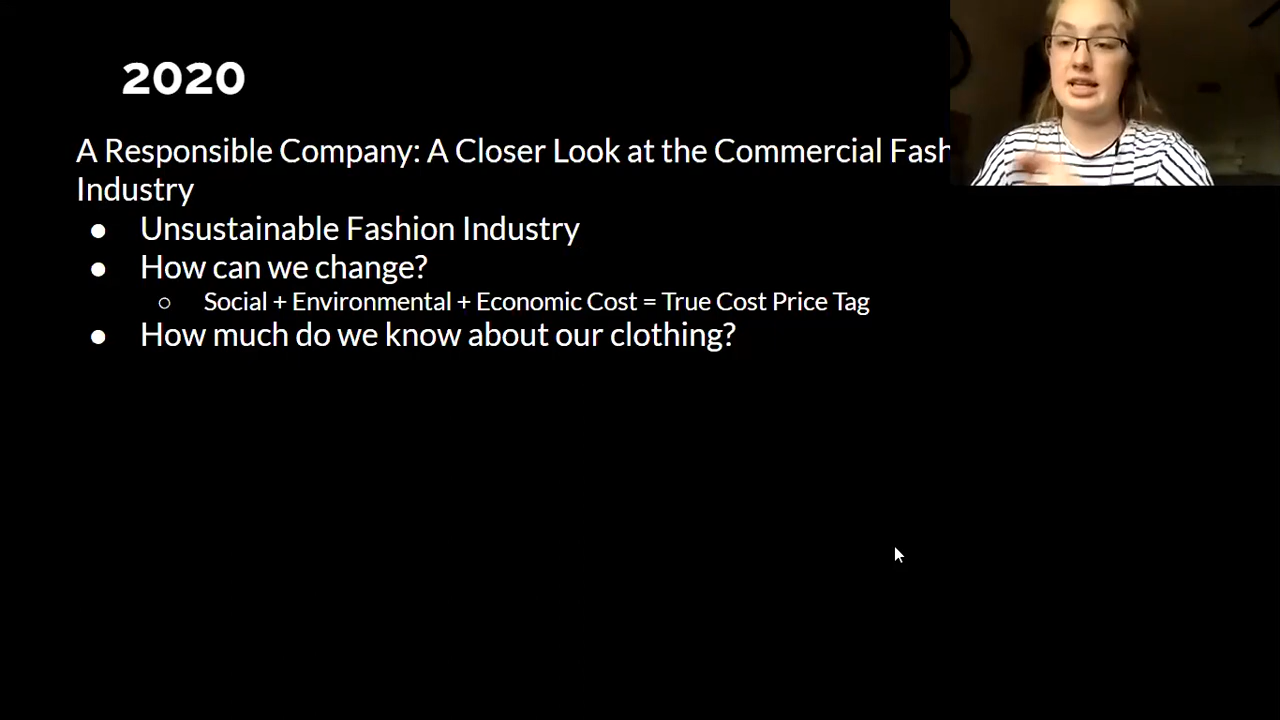 2020
A Responsible Company: A Closer Look at the Commercial
Industry
● Unsustainable Fashion Industry
● How can we change?
○ Social + Environmental + Economic Cost = True Cost Price Tag
● How much do we know about our clothing?